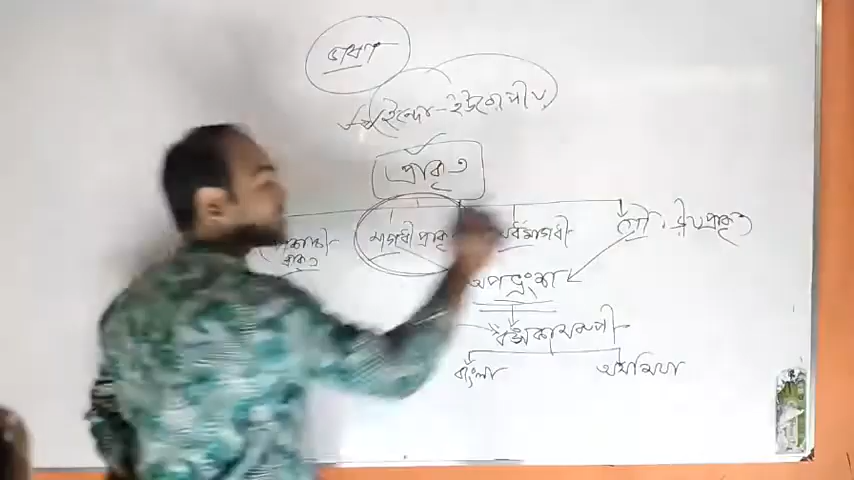 ভাষা
ইন্দো-ইউরোপীয়
প্রাকৃত
মাগধী প্রাকৃ অর্ধমাগধী গৌড়ীয় প্রাকৃত
প্রাকৃত
অপভ্রংশ
বঙ্গকামরূপী
বাংলা অসমিয়া